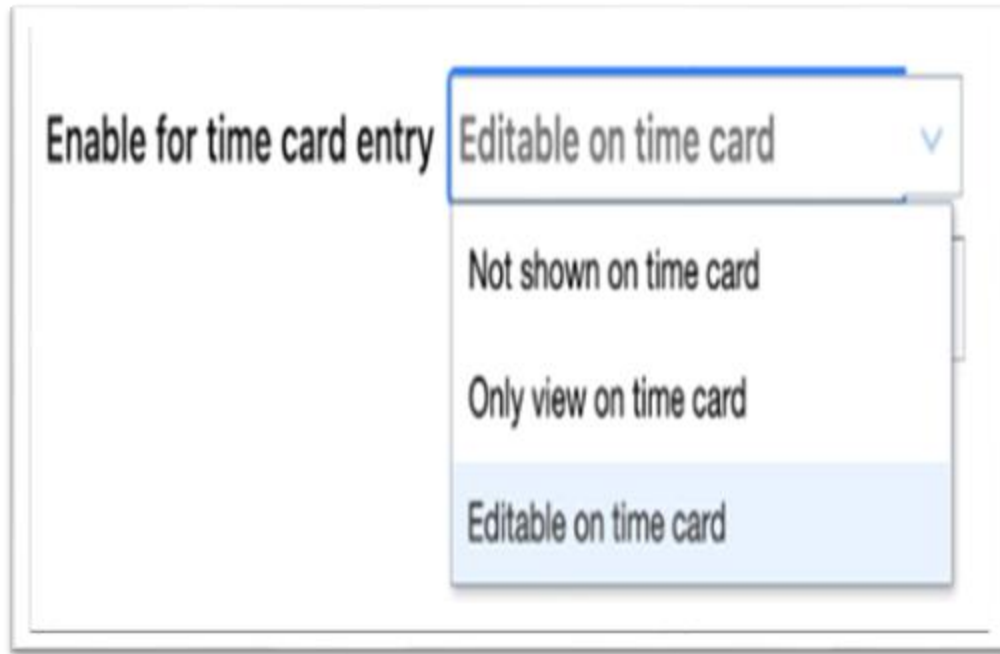 Enable for time card entry Editable on time card
Not shown on time card
Only view on time card
Editable on time card